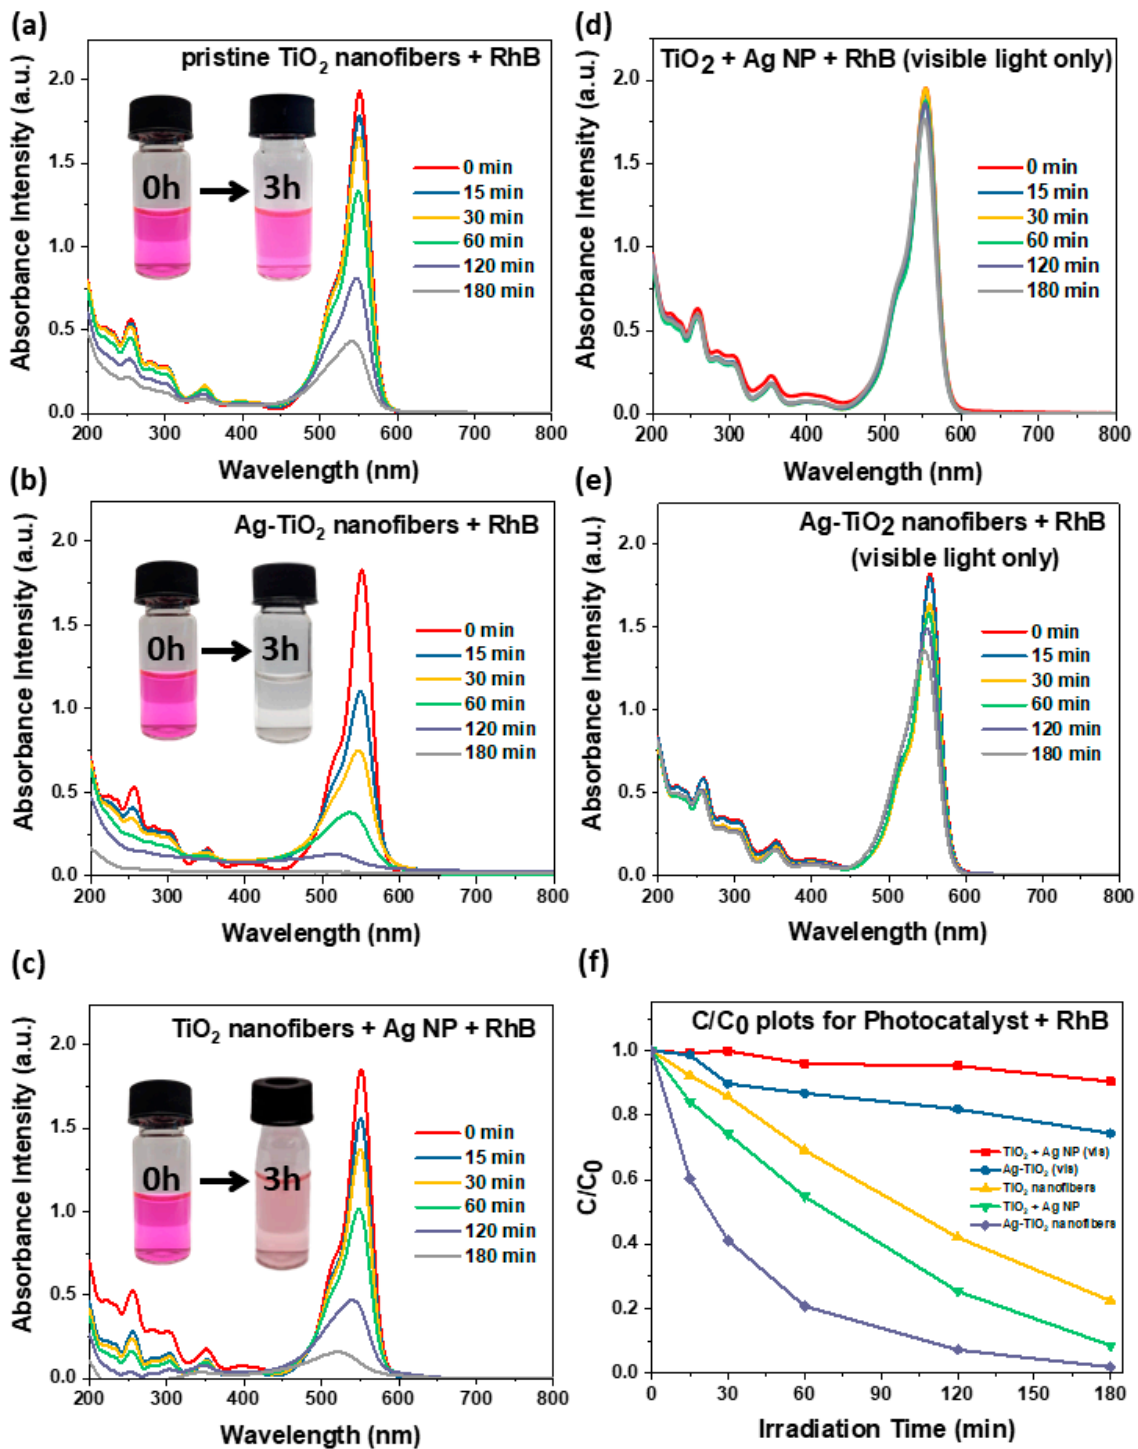 (a)
pristine TiO₂ nanofibers + RhB
Absorbance Intensity (a.u.)
2.0
1.5
1.0
0.5
0.0
0h
3h
0 min
15 min
30 min
60 min
120 min
180 min
200 300 400 500 600 700 800
Wavelength (nm)
(b)
Ag-TiO₂ nanofibers + RhB
Absorbance Intensity (a.u.)
2.0
1.5
1.0
0.5
0.0
0h
3h
0 min
15 min
30 min
60 min
120 min
180 min
200 300 400 500 600 700 800
Wavelength (nm)
(c)
TiO₂ nanofibers + Ag NP + RhB
Absorbance Intensity (a.u.)
2.0
1.5
1.0
0.5
0.0
0h
3h
0 min
15 min
30 min
60 min
120 min
180 min
200 300 400 500 600 700 800
Wavelength (nm)
(d)
TiO₂ + Ag NP + RhB (visible light only)
Absorbance Intensity (a.u.)
2.0
1.5
1.0
0.5
0.0
0 min
15 min
30 min
60 min
120 min
180 min
200 300 400 500 600 700 800
Wavelength (nm)
(e)
Ag-TiO₂ nanofibers + RhB
(visible light only)
Absorbance Intensity (a.u.)
2.0
1.5
1.0
0.5
0.0
0 min
15 min
30 min
60 min
120 min
180 min
200 300 400 500 600 700 800
Wavelength (nm)
(f)
C/C₀ plots for Photocatalyst + RhB
C/C₀
1.0
0.8
0.6
0.4
0.2
0.0
TiO₂ + Ag NP (vis)
Ag-TiO₂ (vis)
TiO₂ nanofibers
TiO₂ + Ag NP
Ag-TiO₂ nanofibers
0 30 60 90 120 150 180
Irradiation Time (min)